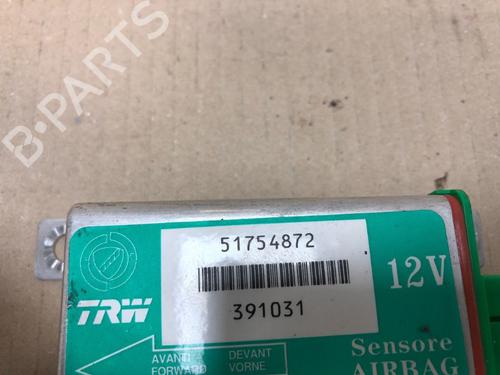 B-PARTS
51754872
391031
12V
TRW
AVANTI
FORWARD
DEVANT
VORNE
Sensore
AIRBAG